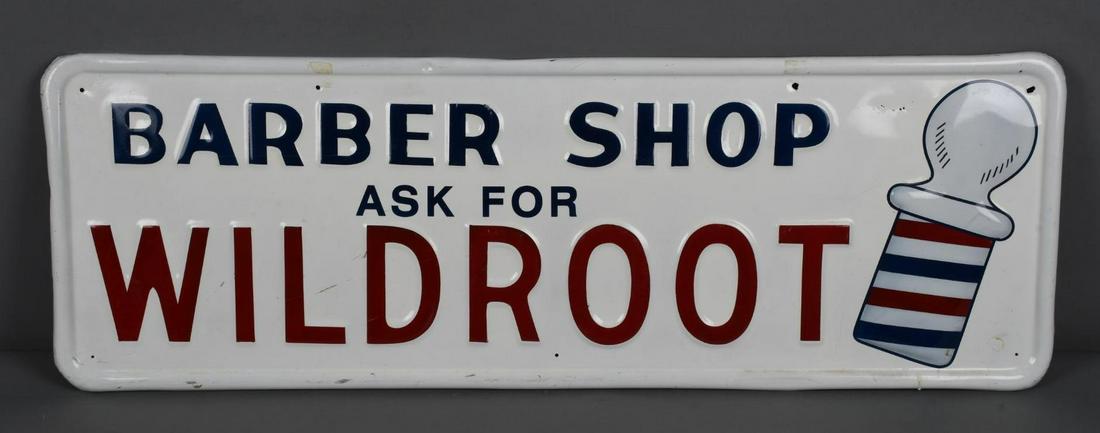 BARBER SHOP
ASK FOR
WILDROOT